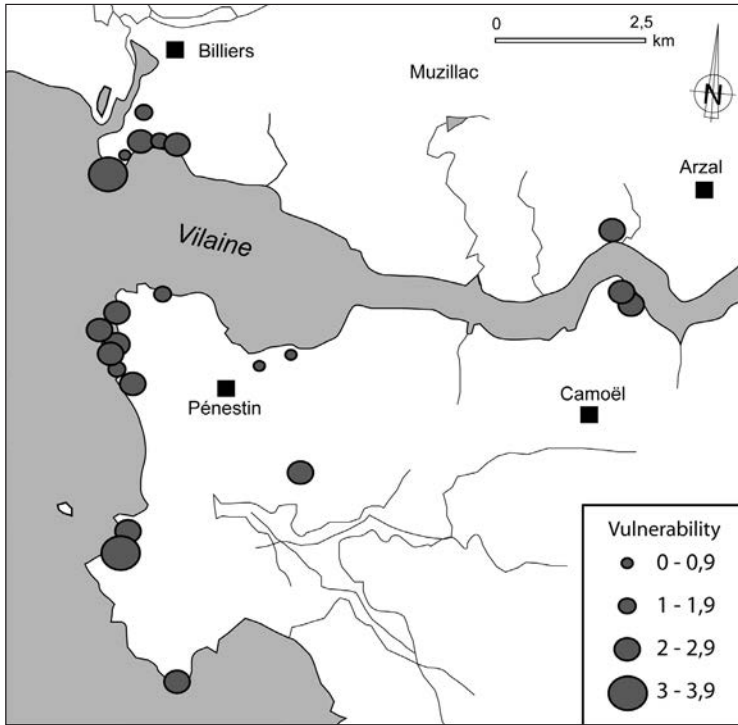 0 2,5
km
Billiers
Muzillac
N
Arzal
Vilaine
Pénestin
Camoël
Vulnerability
0 - 0,9
1 - 1,9
2 - 2,9
3 - 3,9